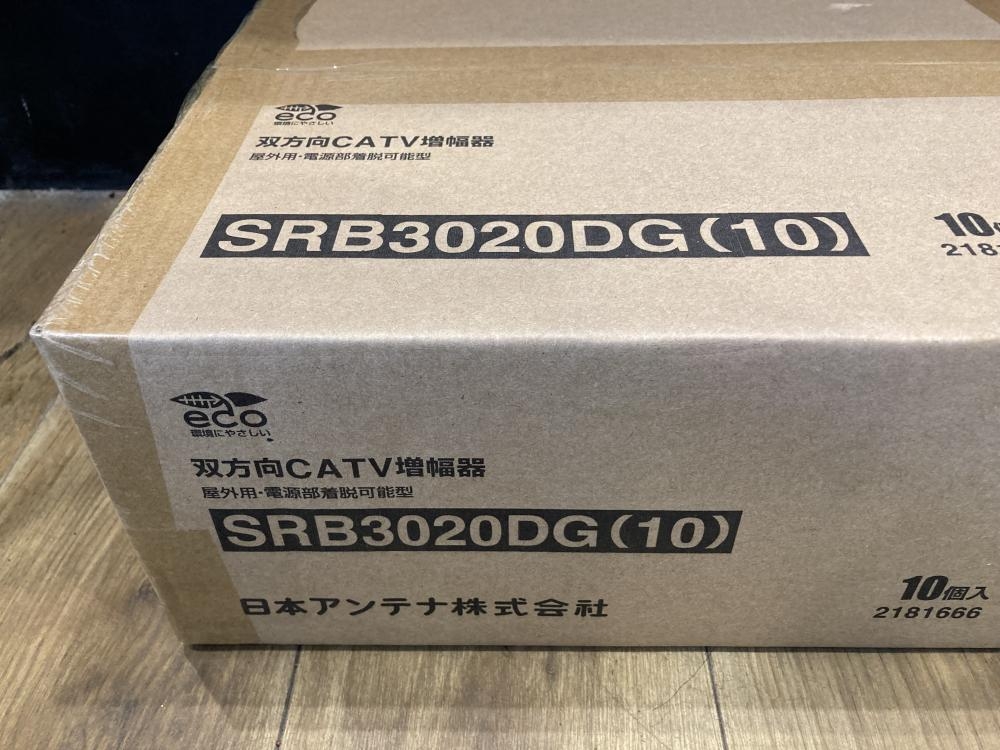 eco
環境にやさしい
双方向CATV増幅器
屋外用・電源部着脱可能型
SRB3020DG(10)
10
218
eco
環境にやさしい
双方向CATV増幅器
屋外用・電源部着脱可能型
SRB3020DG(10)
日本アンテナ株式会社
10個入
2181666